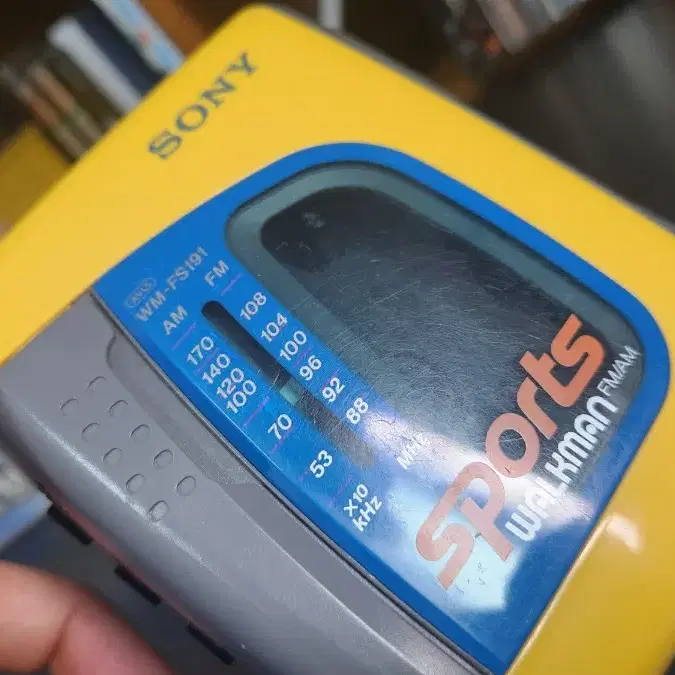 SONY
AVLS
WM-FS191
AM FM
170 108
140 104
120 100
100 96
70 92
53 88
X10 kHz MHz
Sports
WALKMAN FM/AM